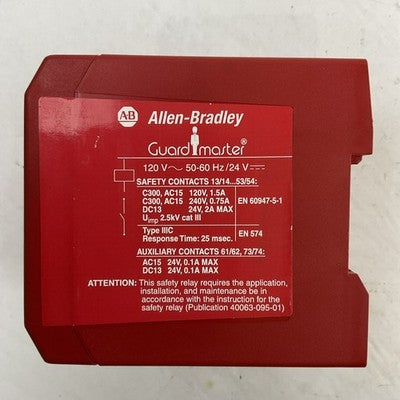 AB Allen-Bradley
Guardmaster®
120 V ~ 50-60 Hz /24 V ⎓
SAFETY CONTACTS 13/14...53/54:
C300, AC15 120V, 1.5A
C300, AC15 240V, 0.75A EN 60947-5-1
DC13 24V, 2A MAX
Uimp 2.5kV cat III
Type IIIC EN 574
Response Time: 25 msec.
AUXILIARY CONTACTS 61/62, 73/74:
AC15 24V, 0.1A MAX
DC13 24V, 0.1A MAX
ATTENTION: This safety relay requires the application,
installation, and maintenance be in
accordance with the instruction for the
safety relay (Publication 40063-095-01)